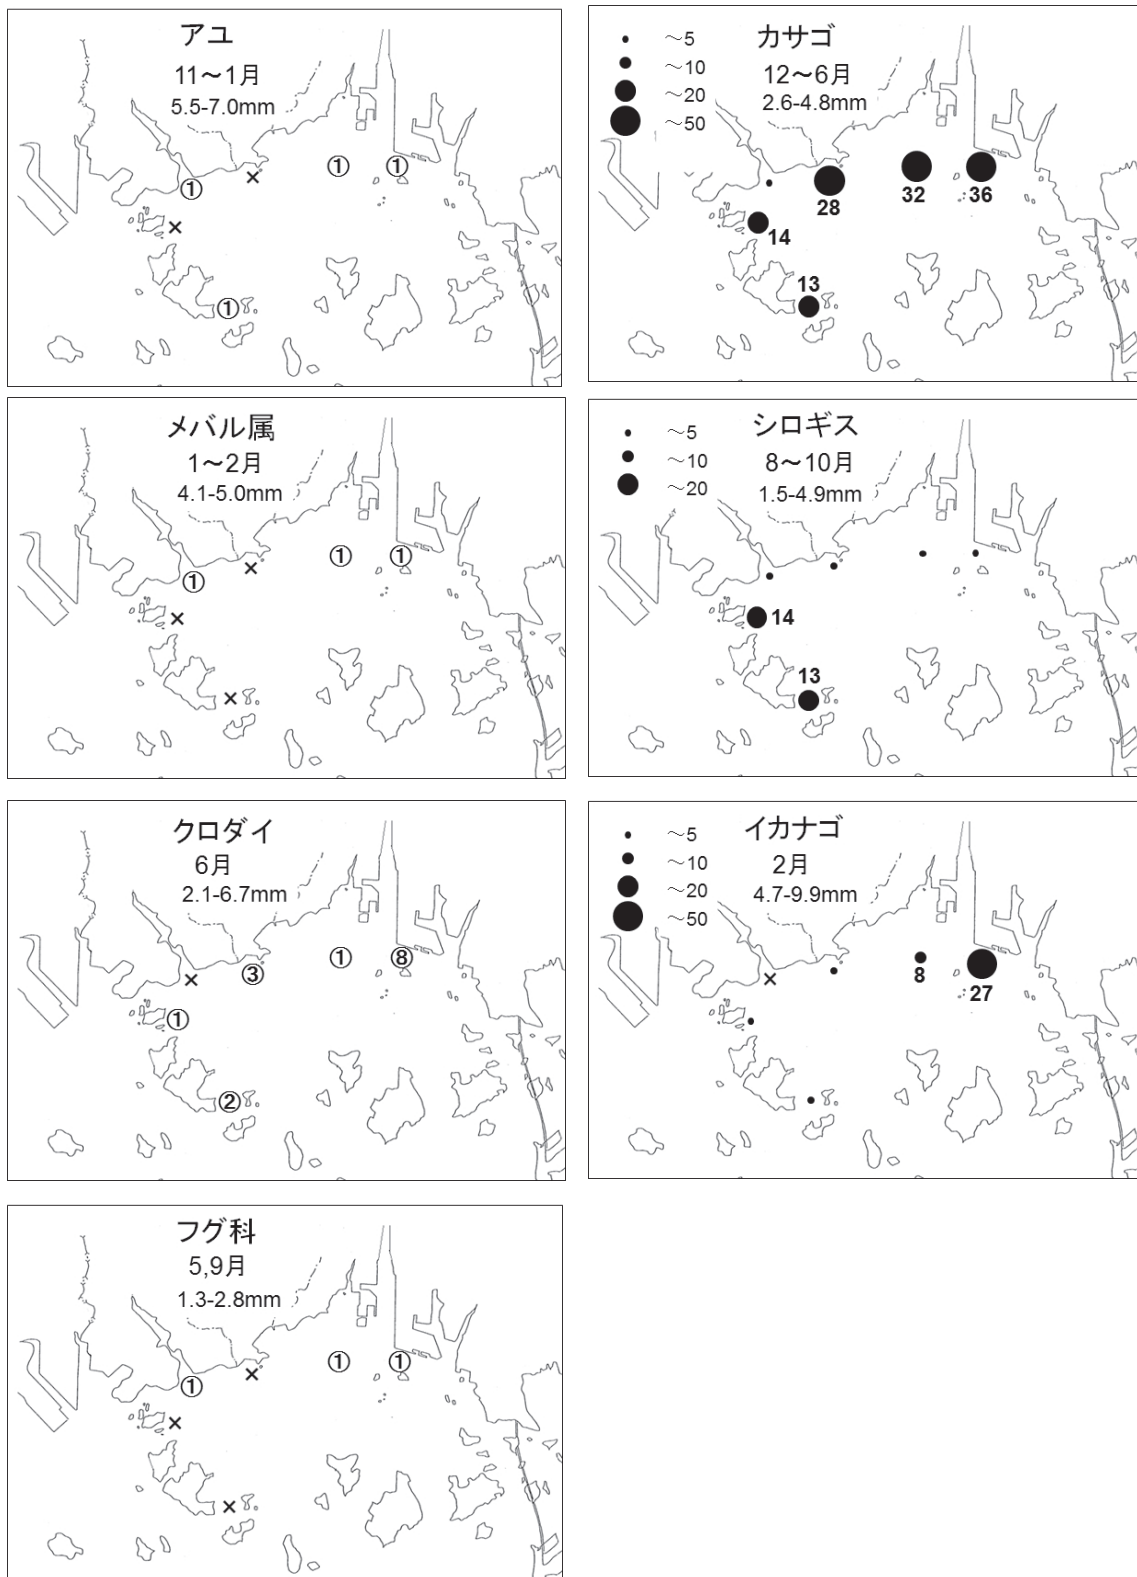 アユ
11～1月
5.5-7.0mm
①
①
①
×
×
①
～5
～10
～20
～50
カサゴ
12～6月
2.6-4.8mm
28
32
36
14
13
メバル属
1～2月
4.1-5.0mm
①
①
×
①
×
×
～5
～10
～20
シロギス
8～10月
1.5-4.9mm
14
13
クロダイ
6月
2.1-6.7mm
①
⑧
③
×
①
②
～5
～10
～20
～50
イカナゴ
2月
4.7-9.9mm
×
8
27
フグ科
5,9月
1.3-2.8mm
①
①
×
①
×
×